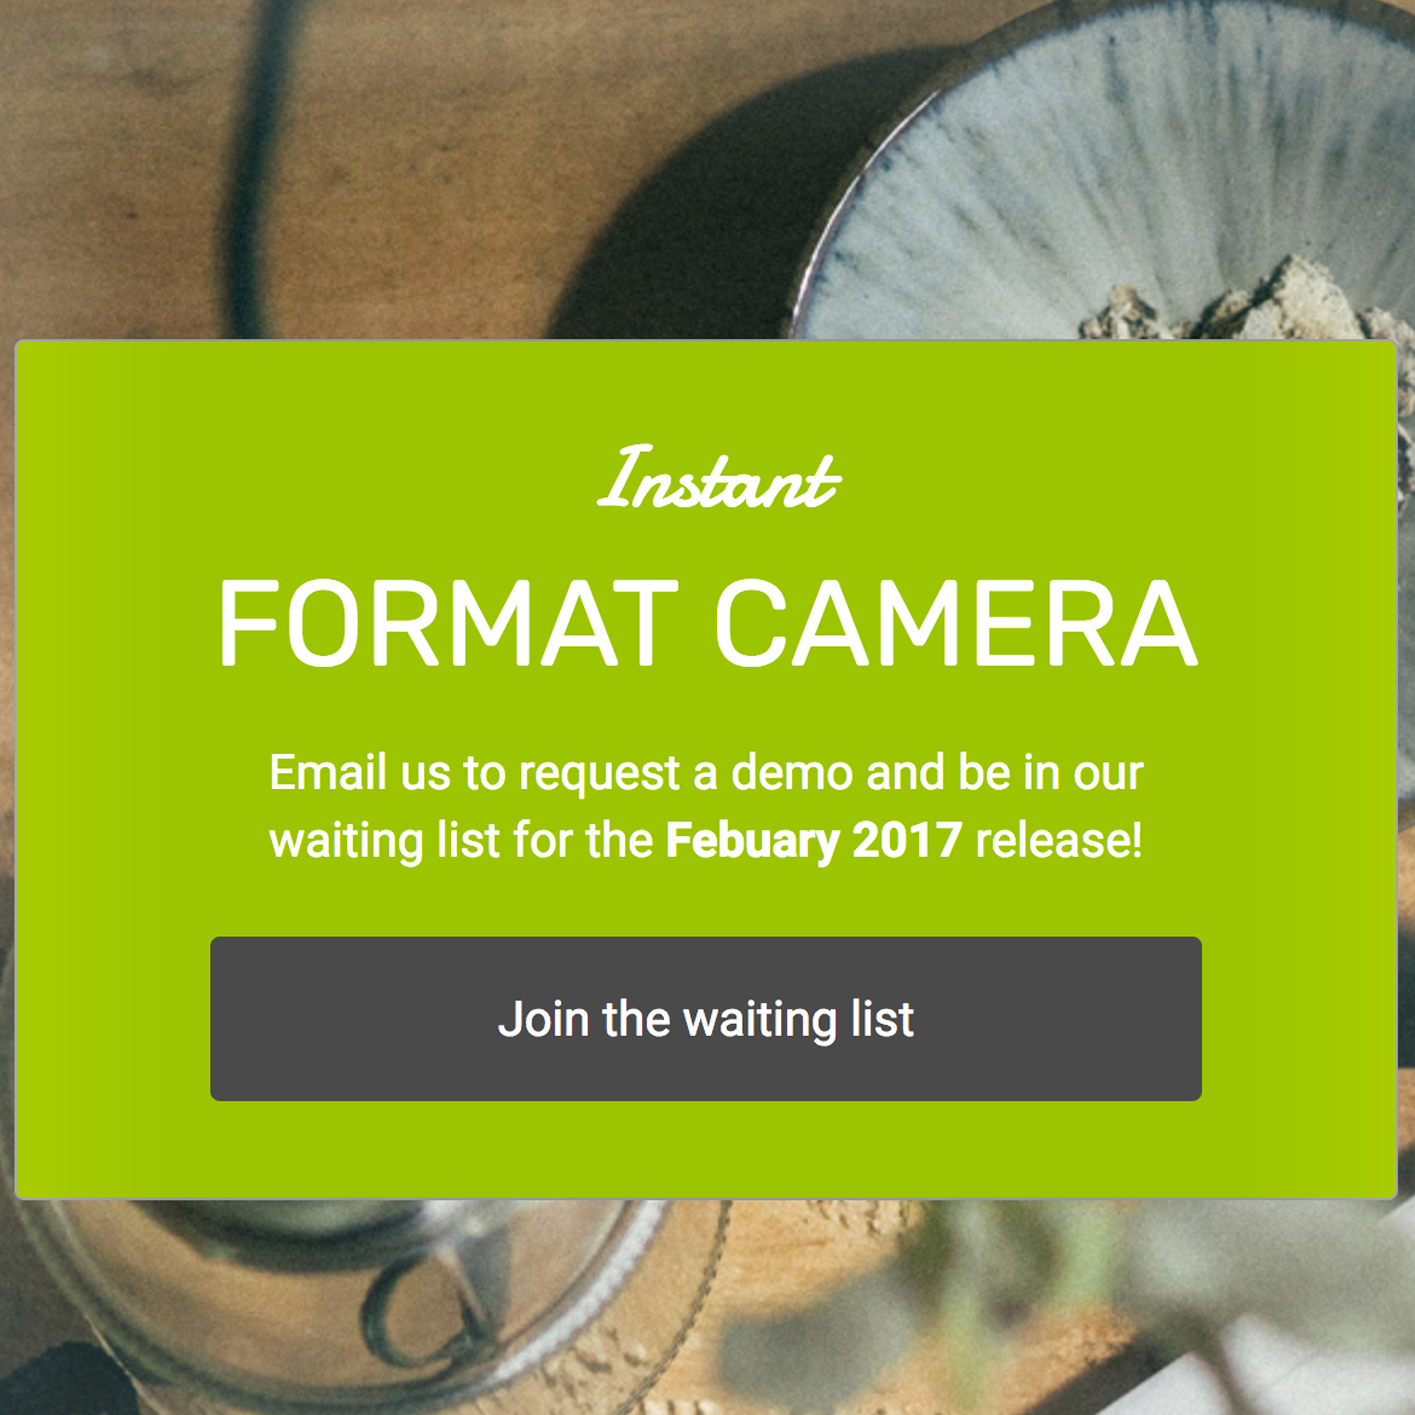 Instant
FORMAT CAMERA
Email us to request a demo and be in our
waiting list for the Febuary 2017 release!
Join the waiting list